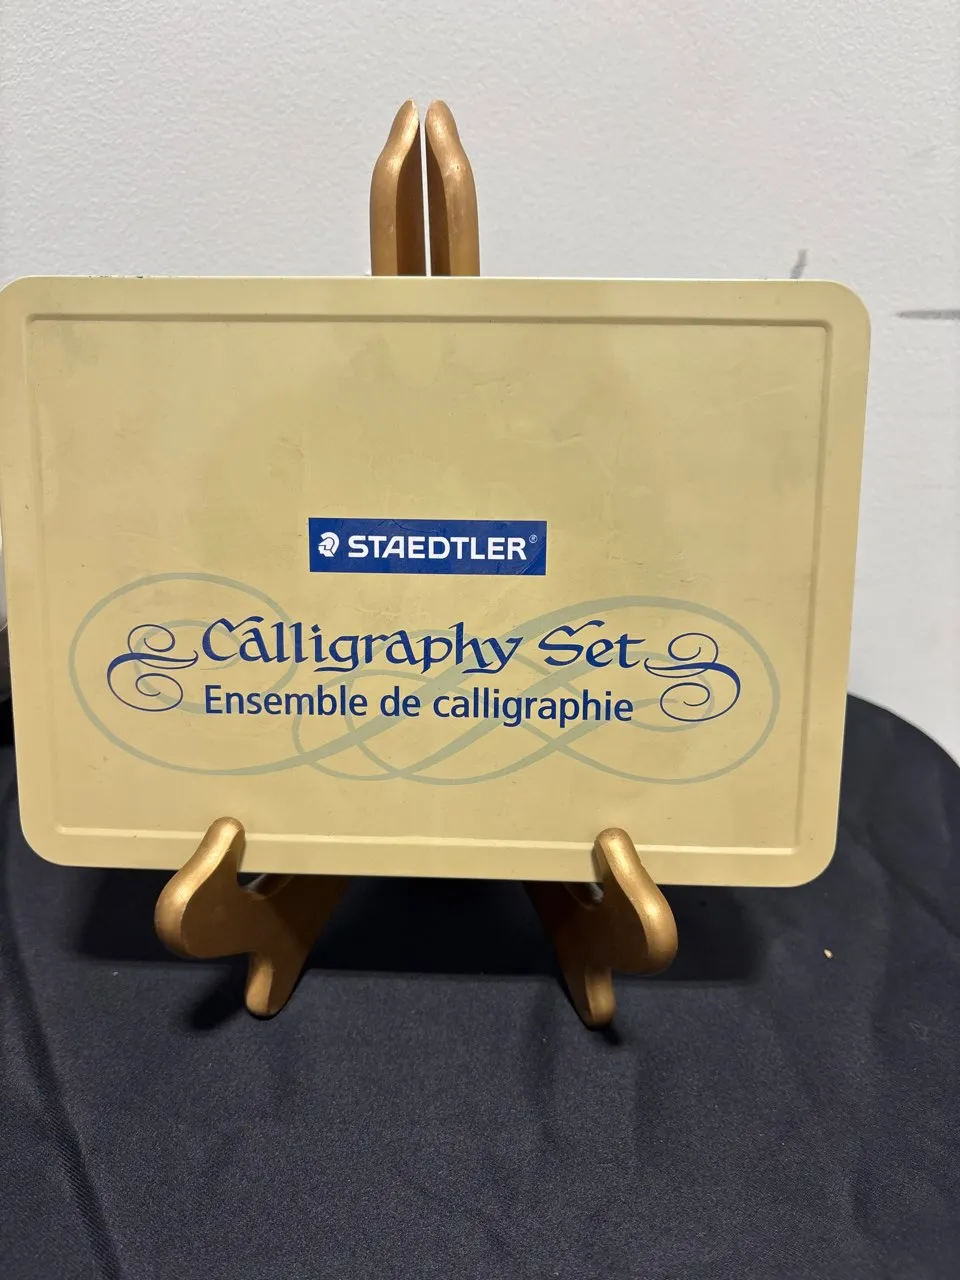 STAEDTLER®
Calligraphy Set
Ensemble de calligraphie